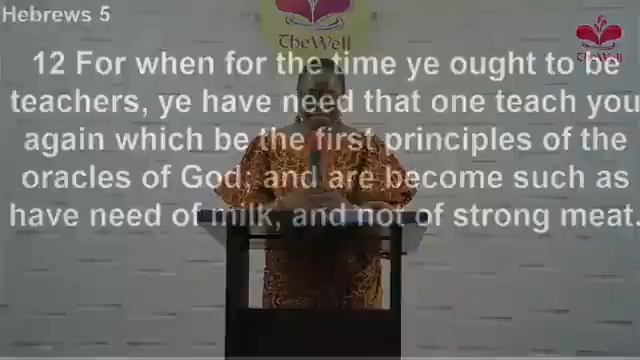 Hebrews 5
TheWell
TheWell
12 For when for the time ye ought to be
teachers, ye have need that one teach you
again which be the first principles of the
oracles of God; and are become such as
have need of milk, and not of strong meat.